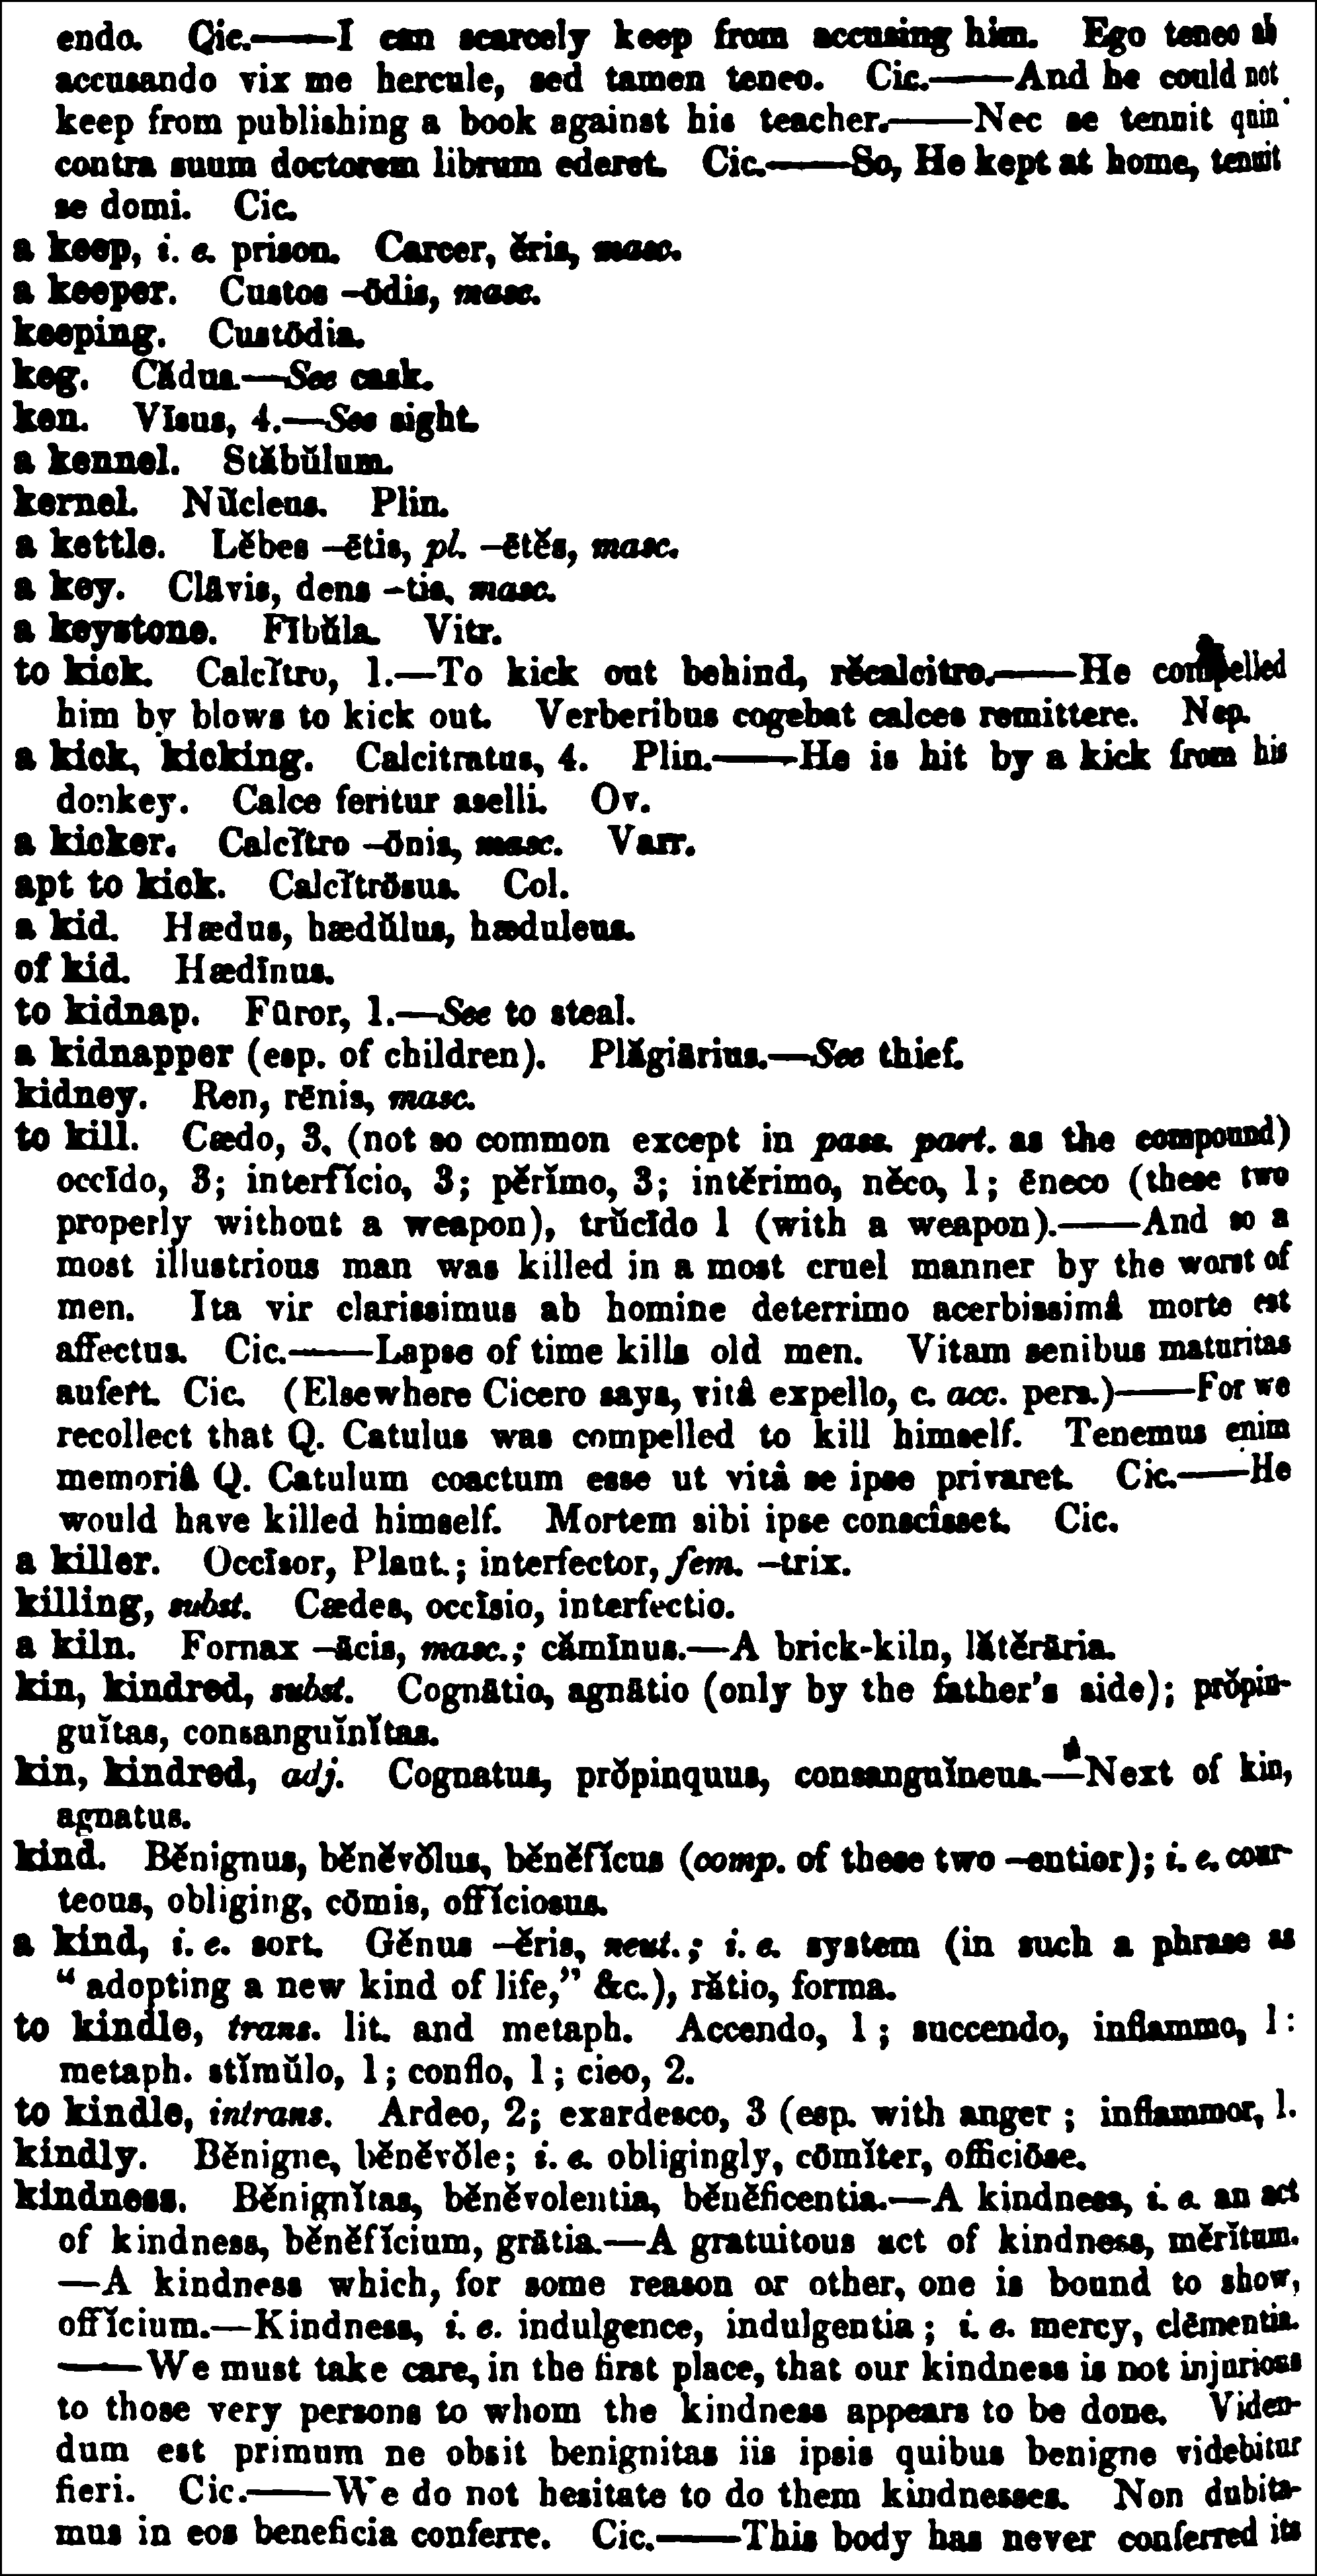 endo. Cic.——I can scarcely keep from accusing him. Ego teneo ab
accusando vix me hercule, sed tamen teneo. Cic.——And he could not
keep from publishing a book against his teacher.——Nec se tenuit quin
contra suum doctorem librum ederet. Cic.——So, He kept at home, tenuit
se domi. Cic.
a keep, i. e. prison. Carcer, ĕris, masc.
a keeper. Custos –ōdis, masc.
keeping. Custōdia.
keg. Cădus.—See cask.
ken. Vīsus, 4.—See sight.
a kennel. Stăbŭlum.
kernel. Nŭcleus. Plin.
a kettle. Lĕbes –ētis, pl. –ētĕs, masc.
a key. Clāvis, dens –tis, masc.
a keystone. Fībŭla. Vitr.
to kick. Calcĭtro, 1.—To kick out behind, rĕcalcitro.——He compelled
him by blows to kick out. Verberibus cogebat calces remittere. Nep.
a kick, kicking. Calcitratus, 4. Plin.——He is hit by a kick from his
donkey. Calce feritur aselli. Ov.
a kicker. Calcĭtro –ōnis, masc. Varr.
apt to kick. Calcĭtrōsus. Col.
a kid. Hædus, hædŭlus, hæduleus.
of kid. Hædīnus.
to kidnap. Fūror, 1.—See to steal.
a kidnapper (esp. of children). Plăgiārius.—See thief.
kidney. Ren, rēnis, masc.
to kill. Cædo, 3, (not so common except in pass. part. as the compound)
occīdo, 3; interfĭcio, 3; pĕrĭmo, 3; intĕrimo, nĕco, 1; ēneco (these two
properly without a weapon), trŭcīdo 1 (with a weapon).——And so a
most illustrious man was killed in a most cruel manner by the worst of
men. Ita vir clarissimus ab homine deterrimo acerbissimâ morte est
affectus. Cic.——Lapse of time kills old men. Vitam senibus maturitas
aufert. Cic. (Elsewhere Cicero says, vitâ expello, c. acc. pers.)——For we
recollect that Q. Catulus was compelled to kill himself. Tenemus enim
memoriâ Q. Catulum coactum esse ut vitâ se ipse privaret. Cic.——He
would have killed himself. Mortem sibi ipse conscîsset. Cic.
a killer. Occīsor, Plaut.; interfector, fem. –trix.
killing, subst. Cædes, occīsio, interfectio.
a kiln. Fornax –ācis, masc.; cămīnus.—A brick-kiln, lătĕrāria.
kin, kindred, subst. Cognātio, agnātio (only by the father's side); prŏpin-
guĭtas, consanguĭnĭtas.
kin, kindred, adj. Cognatus, prŏpinquus, consanguĭneus.—Next of kin,
agnatus.
kind. Bĕnignus, bĕnĕvŏlus, bĕnĕfĭcus (comp. of these two –entior); i. e. cour-
teous, obliging, cōmis, offĭciosus.
a kind, i. e. sort. Gĕnus –ĕris, neut.; i. e. system (in such a phrase as
“adopting a new kind of life,” &c.), rătio, forma.
to kindle, trans. lit. and metaph. Accendo, 1; succendo, inflammo, 1:
metaph. stĭmŭlo, 1; conflo, 1; cieo, 2.
to kindle, intrans. Ardeo, 2; exardesco, 3 (esp. with anger; inflammor, 1.
kindly. Bĕnigne, bĕnĕvŏle; i. e. obligingly, cōmĭter, officiōse.
kindness. Bĕnignĭtas, bĕnĕvolentia, bĕnĕficentia.—A kindness, i. e. an act
of kindness, bĕnĕfĭcium, grātia.—A gratuitous act of kindness, mĕrĭtum.
—A kindness which, for some reason or other, one is bound to show,
offĭcium.—Kindness, i. e. indulgence, indulgentia; i. e. mercy, clēmentia.
——We must take care, in the first place, that our kindness is not injurious
to those very persons to whom the kindness appears to be done. Viden-
dum est primum ne obsit benignitas iis ipsis quibus benigne videbitur
fieri. Cic.——We do not hesitate to do them kindnesses. Non dubita-
mus in eos beneficia conferre. Cic.——This body has never conferred its